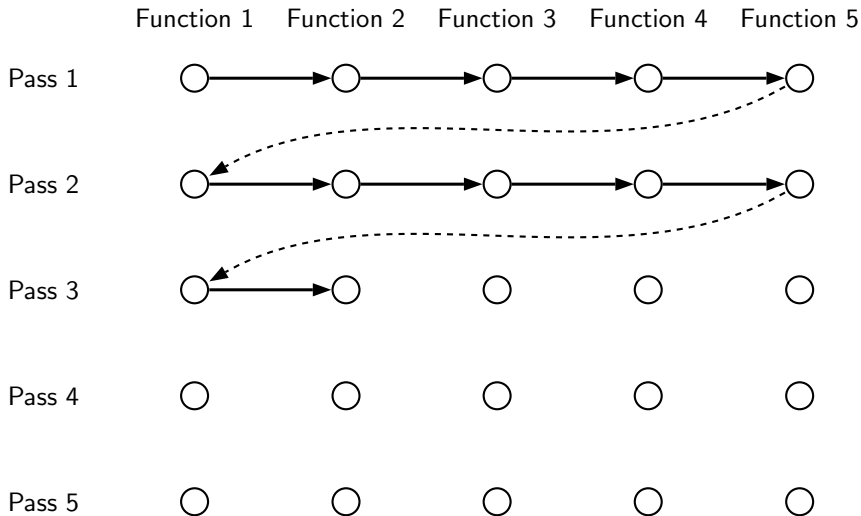 Function 1 Function 2 Function 3 Function 4 Function 5
Pass 1
Pass 2
Pass 3
Pass 4
Pass 5